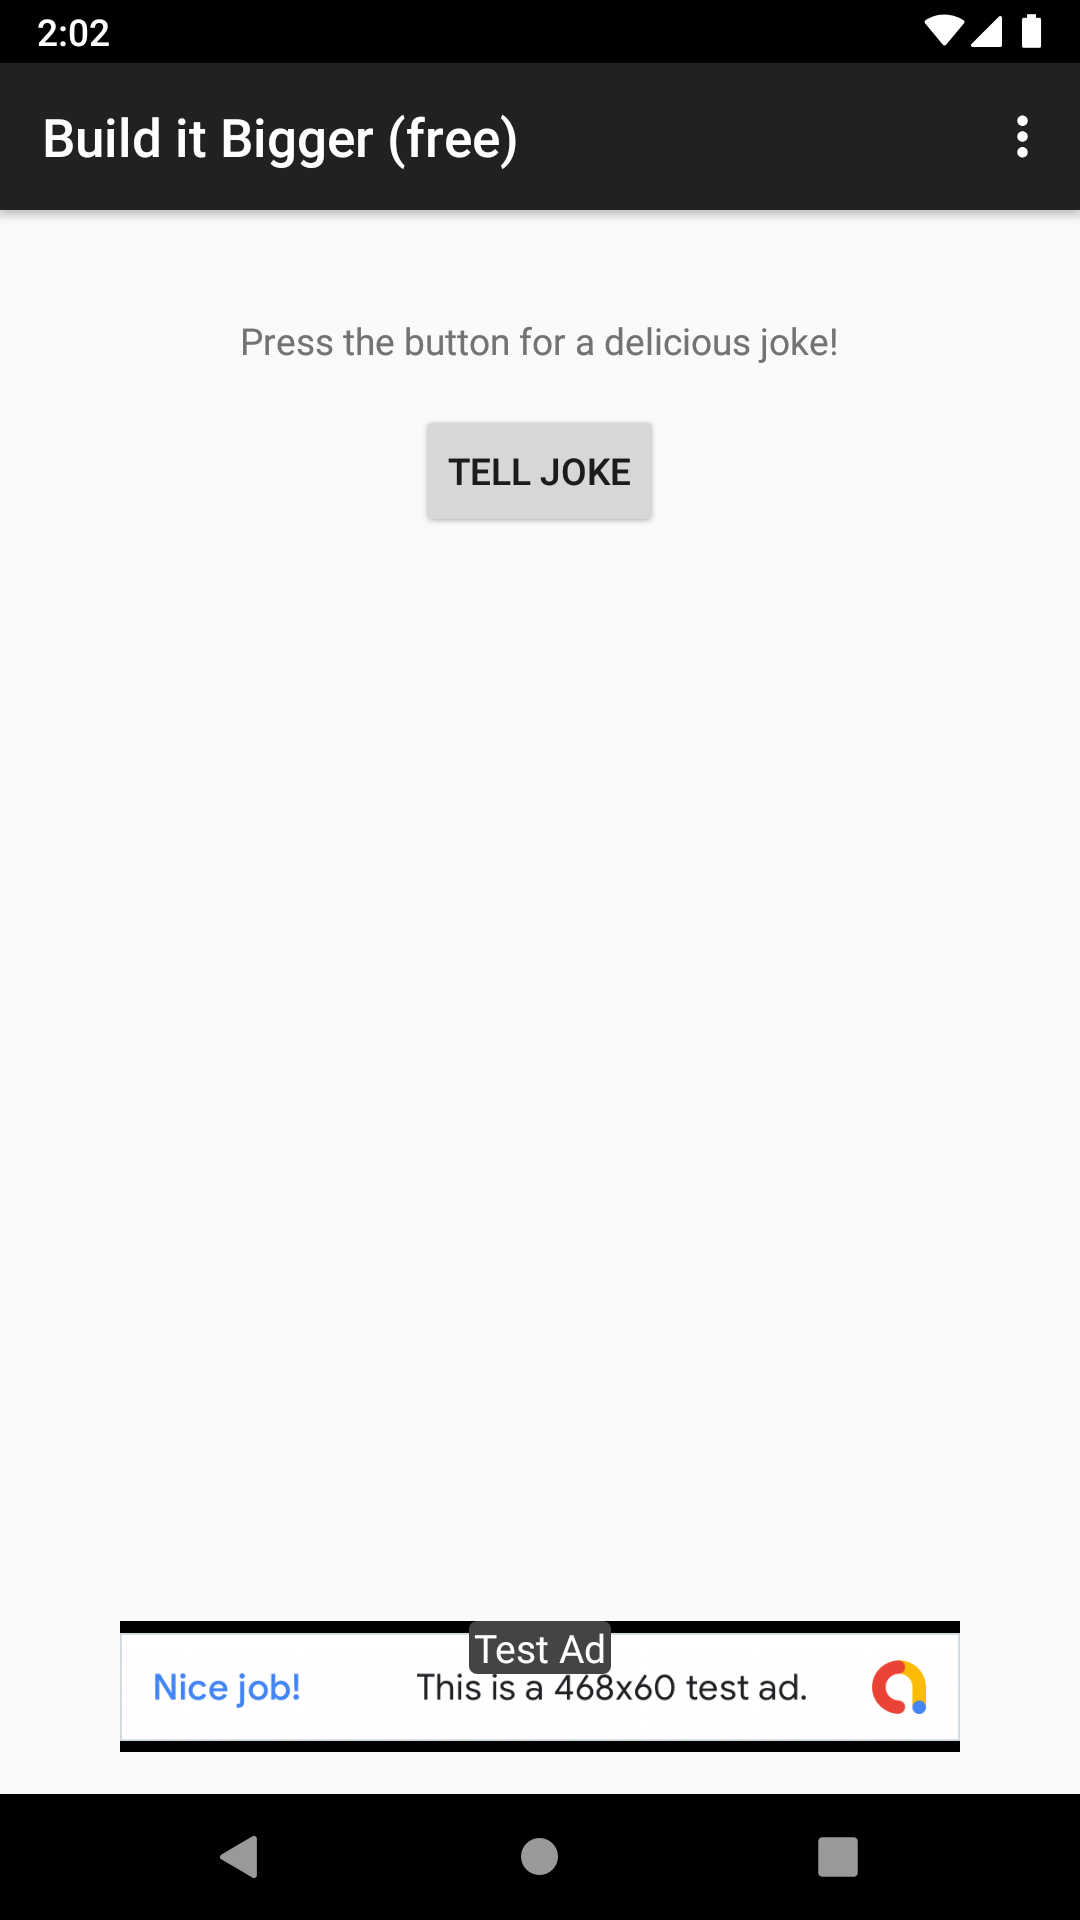 2:02
Build it Bigger (free)
Press the button for a delicious joke!
TELL JOKE
Test Ad
Nice job!
This is a 468x60 test ad.